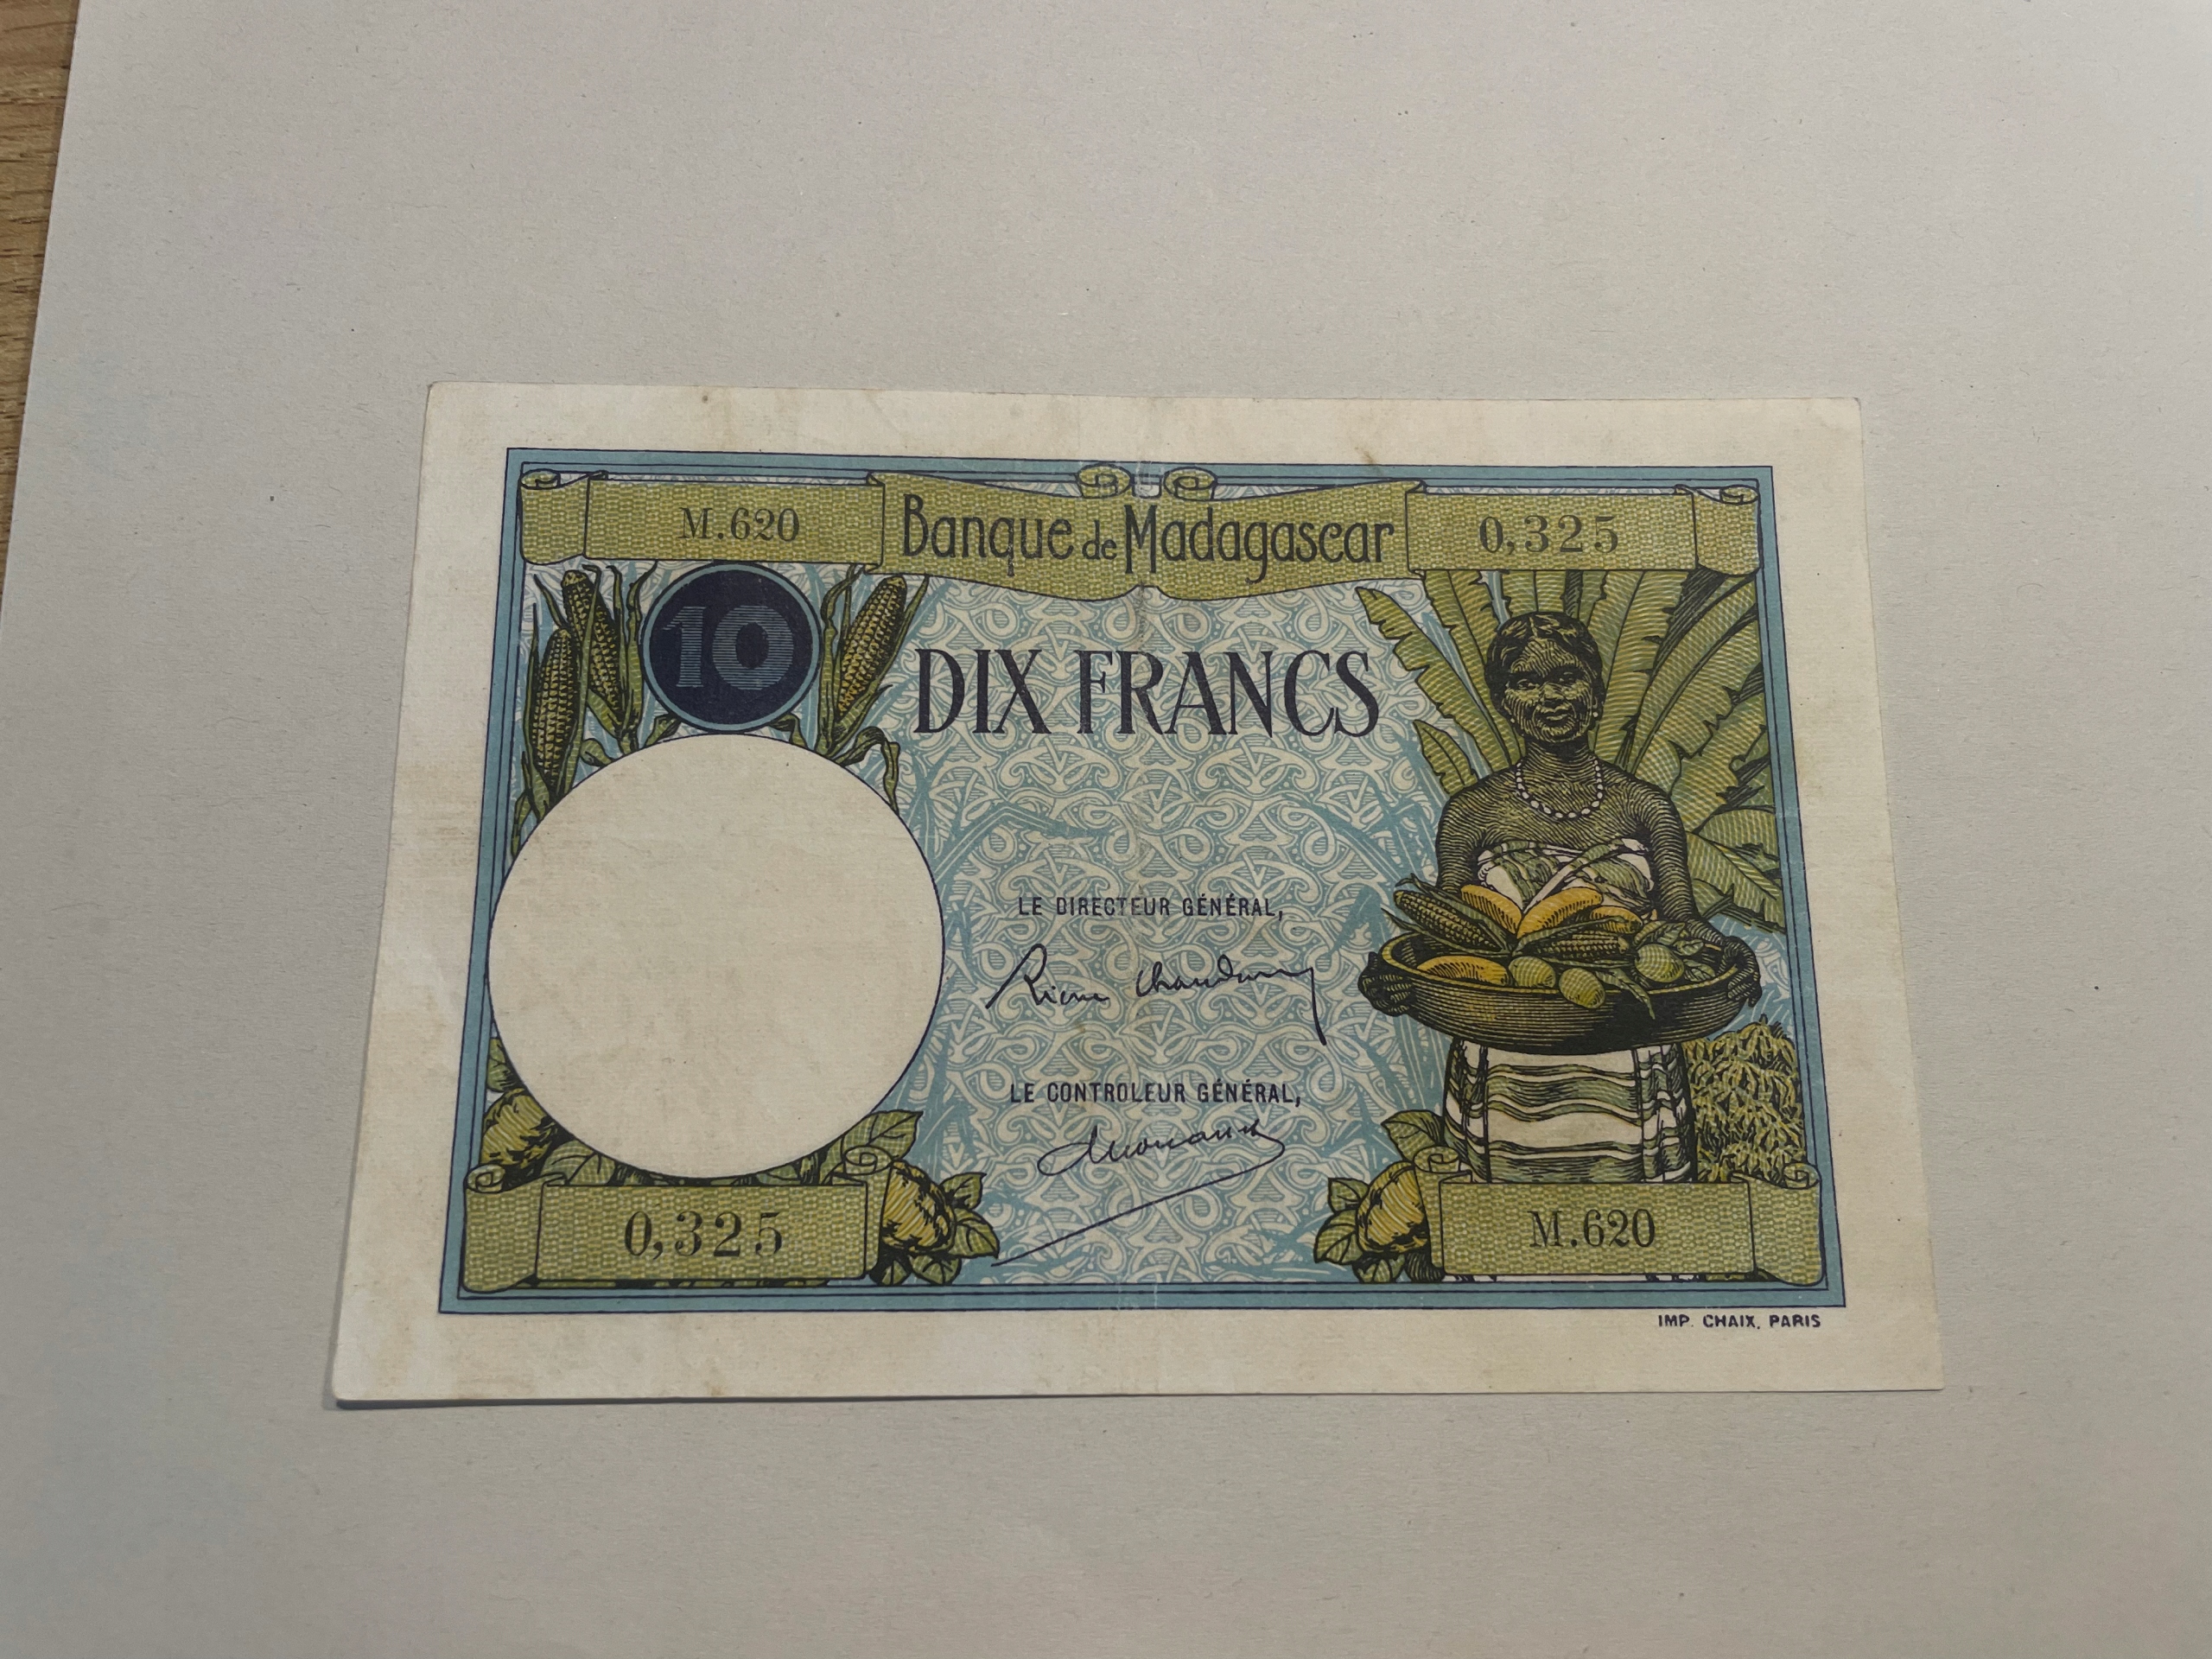 M.620 Banque de Madagascar 0,325
10
DIX FRANCS
LE DIRECTEUR GÉNÉRAL,
LE CONTROLEUR GÉNÉRAL,
0,325 M.620
IMP. CHAIX, PARIS